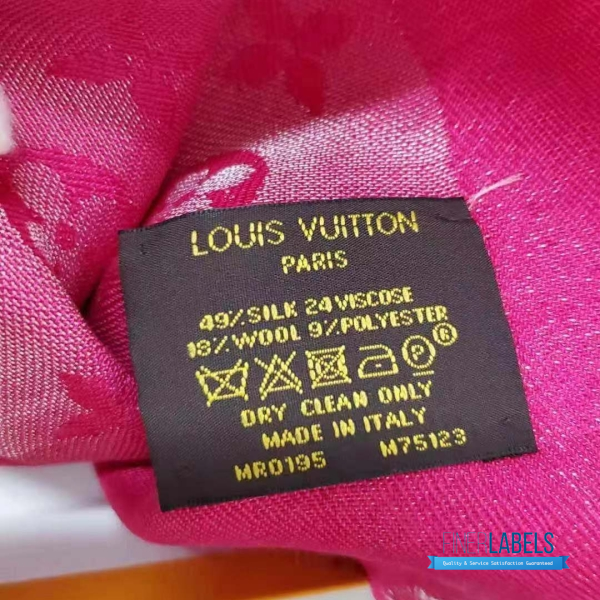 LOUIS VUITTON
PARIS
49% SILK 24 VISCOSE
18% WOOL 9% POLYESTER
P R
DRY CLEAN ONLY
MADE IN ITALY
MR0195 M75123
LABELS
Quality & Service Satisfaction Guaranteed